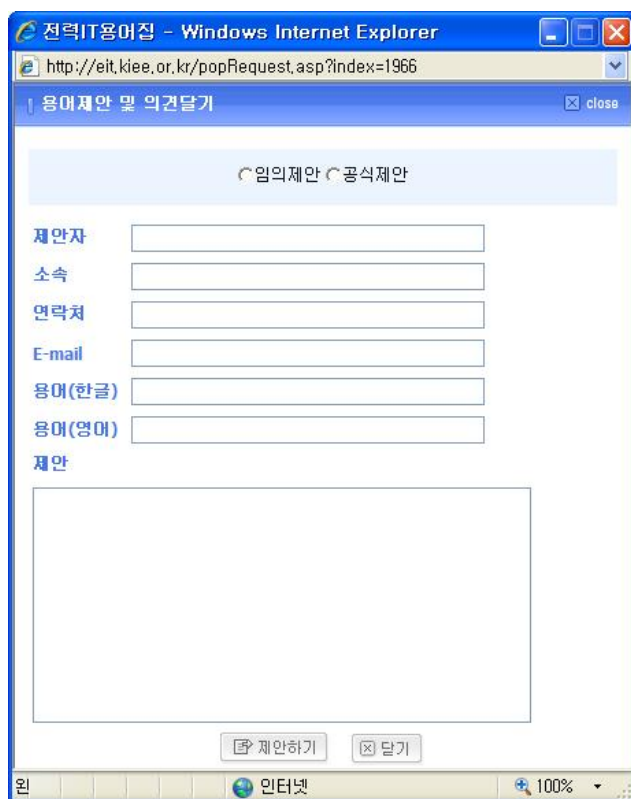 전력IT용어집 - Windows Internet Explorer
http://eit.kiee.or.kr/popRequest.asp?index=1966
용어제안 및 의견달기 close
임의제안 공식제안
제안자
소속
연락처
E-mail
용어(한글)
용어(영어)
제안
제안하기 닫기
완 인터넷 100%